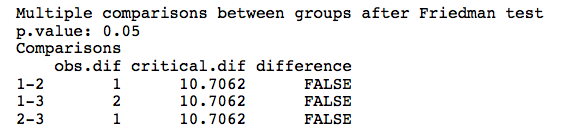 Multiple comparisons between groups after Friedman test
p.value: 0.05
Comparisons
    obs.dif critical.dif difference
1-2       1      10.7062      FALSE
1-3       2      10.7062      FALSE
2-3       1      10.7062      FALSE